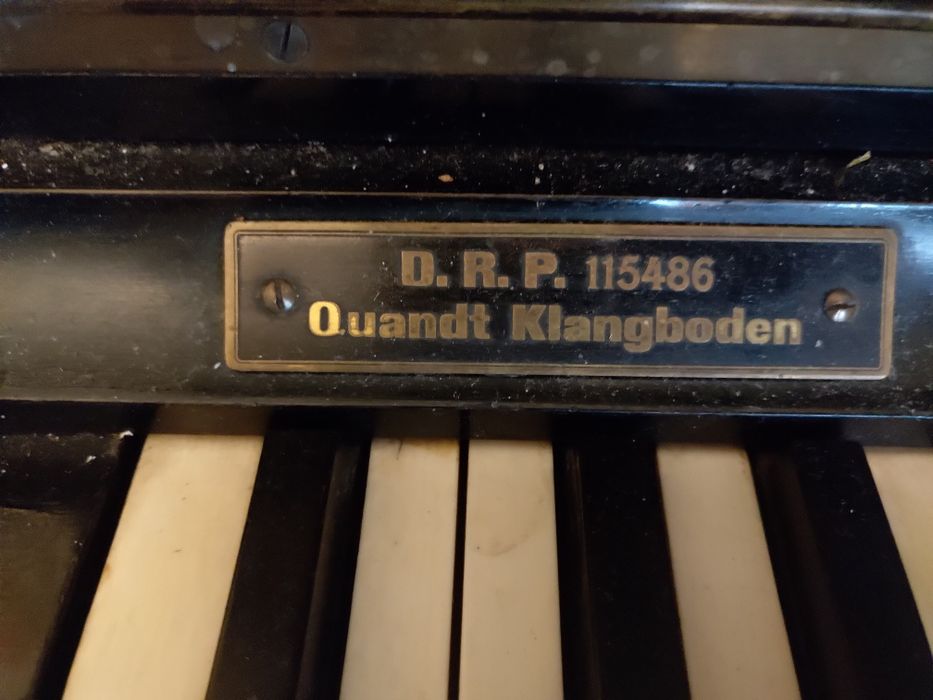 D. R. P. 115486
Quandt Klangboden